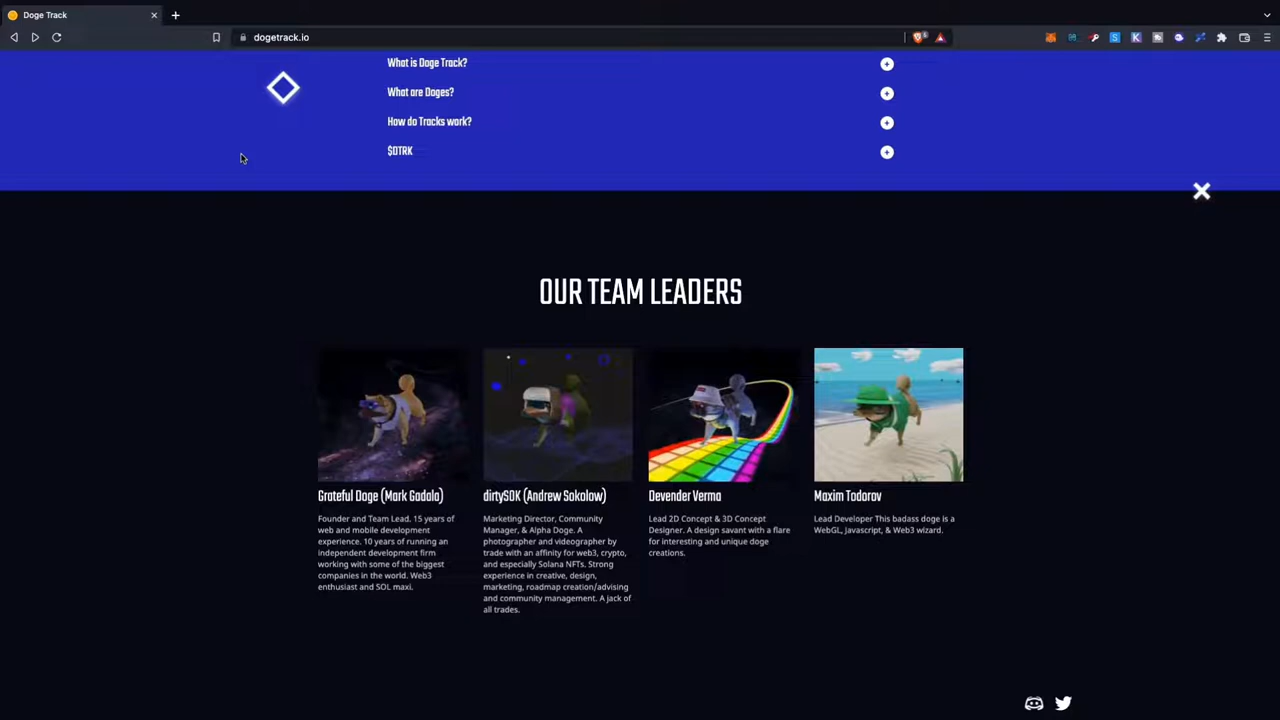 Doge Track
dogetrack.io
What is Doge Track?
What are Doges?
How do Tracks work?
$DTRK
OUR TEAM LEADERS
Grateful Doge (Mark Gadala)
Founder and Team Lead. 15 years of
web and mobile development
experience. 10 years of running an
independent development firm
working with some of the biggest
companies in the world. Web3
enthusiast and SOL maxi.
dirtySOK (Andrew Sokolow)
Marketing Director, Community
Manager, & Alpha Doge. A
photographer and videographer by
trade with an affinity for web3, crypto,
and especially Solana NFTs. Strong
experience in creative, design,
marketing, roadmap creation/advising
and community management. A jack of
all trades.
Devender Verma
Lead 2D Concept & 3D Concept
Designer. A design savant with a flare
for interesting and unique doge
creations.
Maxim Todorov
Lead Developer This badass doge is a
WebGL, Javascript, & Web3 wizard.